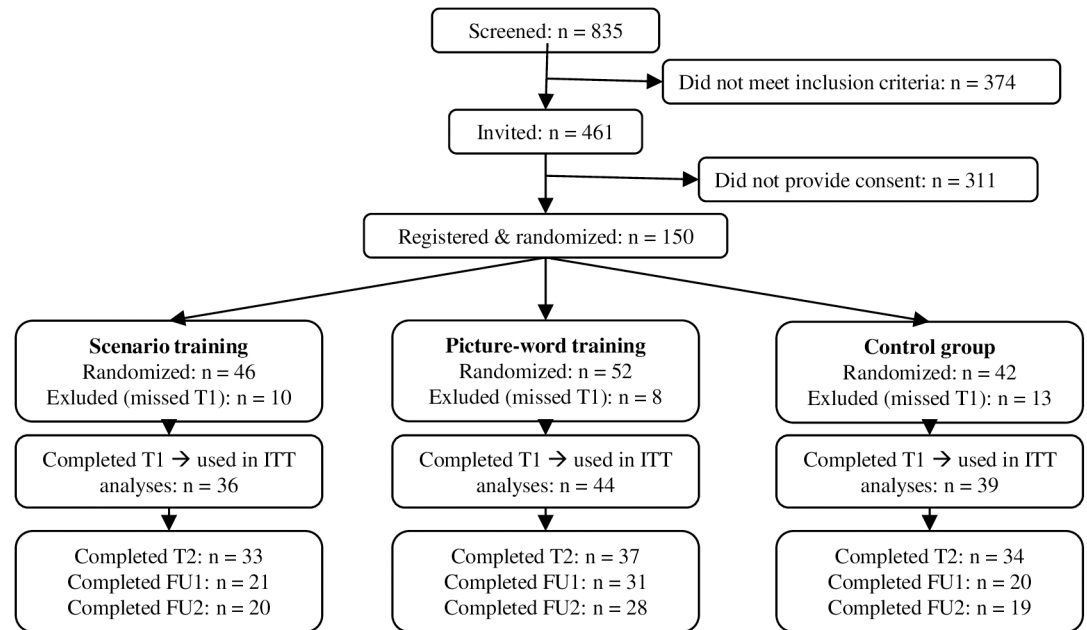 Screened: n = 835
Did not meet inclusion criteria: n = 374
Invited: n = 461
Did not provide consent: n = 311
Registered & randomized: n = 150
Scenario training
Randomized: n = 46
Exluded (missed T1): n = 10
Picture-word training
Randomized: n = 52
Exluded (missed T1): n = 8
Control group
Randomized: n = 42
Exluded (missed T1): n = 13
Completed T1 → used in ITT
analyses: n = 36
Completed T1 → used in ITT
analyses: n = 44
Completed T1 → used in ITT
analyses: n = 39
Completed T2: n = 33
Completed FU1: n = 21
Completed FU2: n = 20
Completed T2: n = 37
Completed FU1: n = 31
Completed FU2: n = 28
Completed T2: n = 34
Completed FU1: n = 20
Completed FU2: n = 19